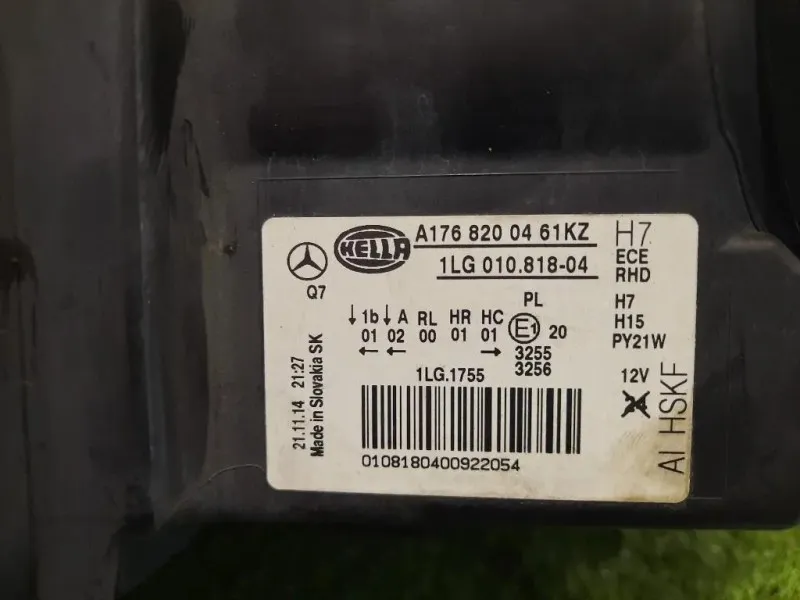 HELLA
A176 820 04 61KZ
1LG 010.818-04
H7
ECE
RHD
Q7
↓1b ↓A RL HR HC
01 02 00 01 01
← ← →
PL
E1 20
3255
3256
H7
H15
PY21W
12V
1LG.1755
0108180400922054
21.11.14 21:27
Made in Slovakia SK
AI HSKF